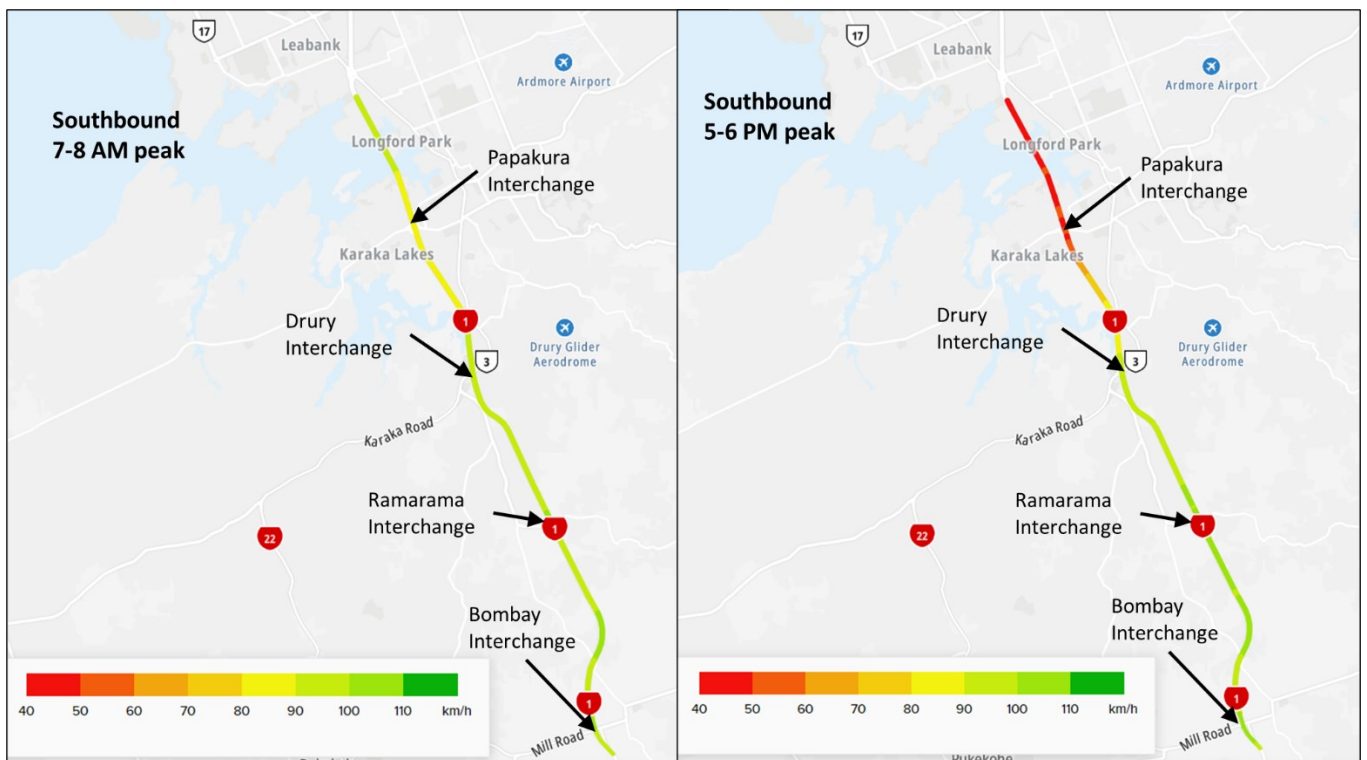 17
Leabank
Ardmore Airport
Southbound
7-8 AM peak
Longford Park
Papakura
Interchange
Karaka Lakes
Drury
Interchange
1
3
Drury Glider
Aerodrome
Karaka Road
Ramarama
Interchange
1
22
Bombay
Interchange
1
Mill Road
40 50 60 70 80 90 100 110 km/h
17
Leabank
Ardmore Airport
Southbound
5-6 PM peak
Longford Park
Papakura
Interchange
Karaka Lakes
Drury
Interchange
1
3
Drury Glider
Aerodrome
Karaka Road
Ramarama
Interchange
1
22
Bombay
Interchange
1
Mill Road
40 50 60 70 80 90 100 110 km/h